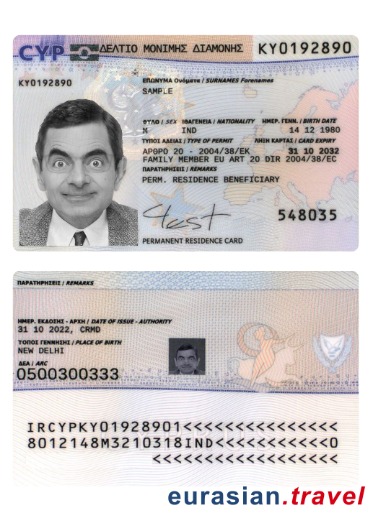 CYP ΔΕΛΤΙΟ ΜΟΝΙΜΗΣ ΔΙΑΜΟΝΗΣ KY0192890
KY0192890
ΕΠΩΝΥΜΑ Ονόματα / SURNAMES Forenames
SAMPLE
ΦΥΛΟ / SEX ΙΘΑΓΕΝΕΙΑ / NATIONALITY ΗΜΕΡ. ΓΕΝΝ. / BIRTH DATE
M IND 14 12 1980
ΤΥΠΟΣ ΑΔΕΙΑΣ / TYPE OF PERMIT ΛΗΞΗ ΚΑΡΤΑΣ / CARD EXPIRY
ΑΡΘΡΟ 20 - 2004/38/ΕΚ 31 10 2032
FAMILY MEMBER EU ART 20 DIR 2004/38/EC
ΠΑΡΑΤΗΡΗΣΕΙΣ / REMARKS
PERM. RESIDENCE BENEFICIARY
Test
548035
PERMANENT RESIDENCE CARD
ΠΑΡΑΤΗΡΗΣΕΙΣ / REMARKS
ΗΜΕΡ. ΕΚΔΟΣΗΣ - ΑΡΧΗ / DATE OF ISSUE - AUTHORITY
31 10 2022, CRMD
ΤΟΠΟΣ ΓΕΝΝΗΣΗΣ / PLACE OF BIRTH
NEW DELHI
ΔΕΑ / ARC
0500300333
IRCYPKY01928901<<<<<<<<<<<<<<<
8012148M3210318IND<<<<<<<<<<<0
<<<<<<<<<<<<<<<<<<
eurasian.travel